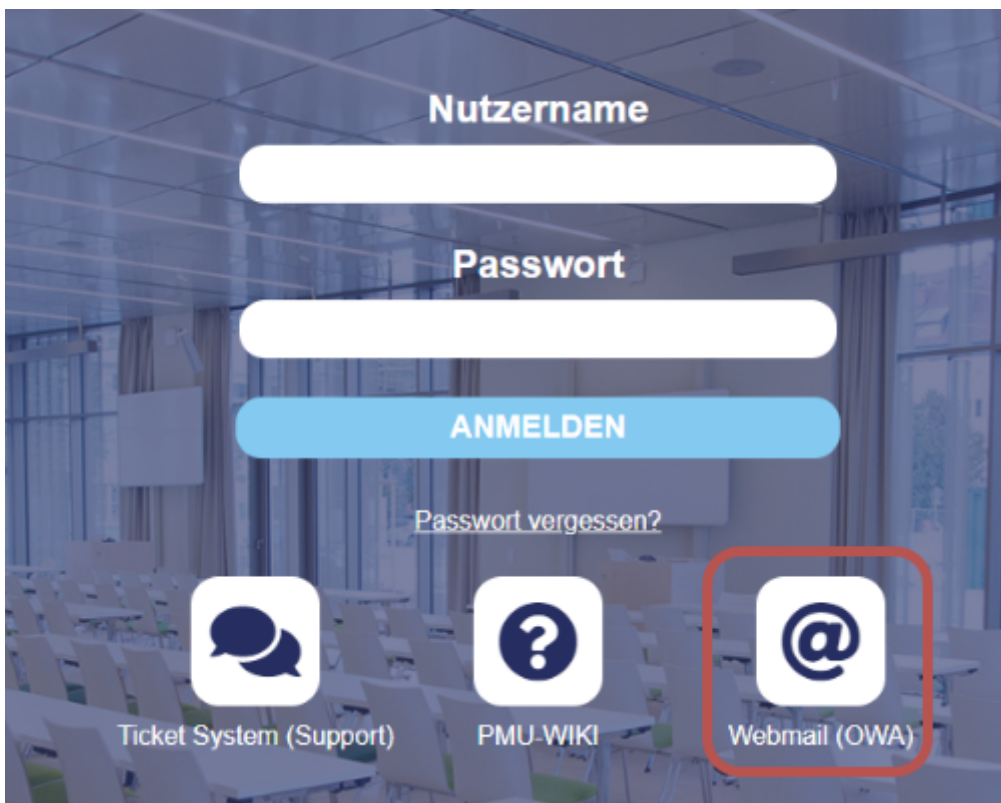 Nutzername
Passwort
ANMELDEN
Passwort vergessen?
@
Ticket System (Support) PMU-WIKI Webmail (OWA)